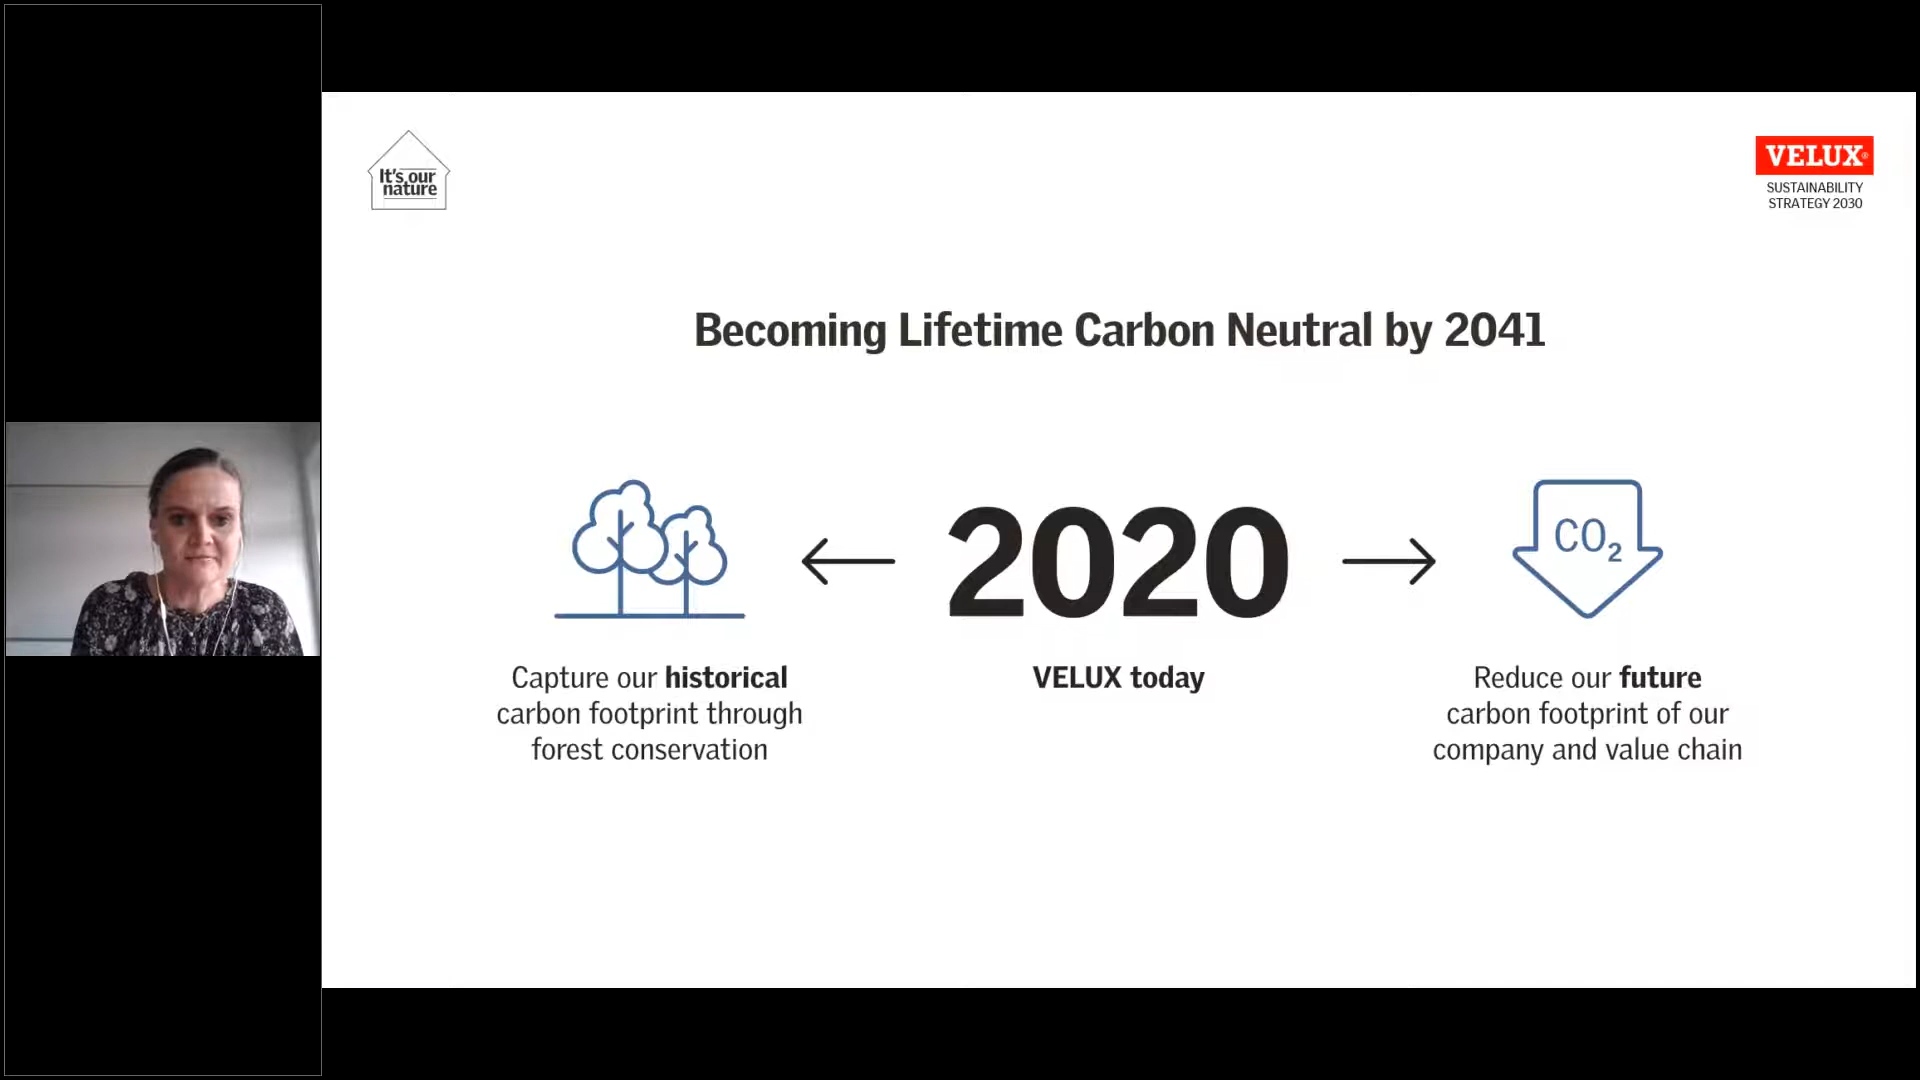 It's our
nature
VELUX®
SUSTAINABILITY
STRATEGY 2030
Becoming Lifetime Carbon Neutral by 2041
2020
CO₂
Capture our historical
carbon footprint through
forest conservation
VELUX today
Reduce our future
carbon footprint of our
company and value chain